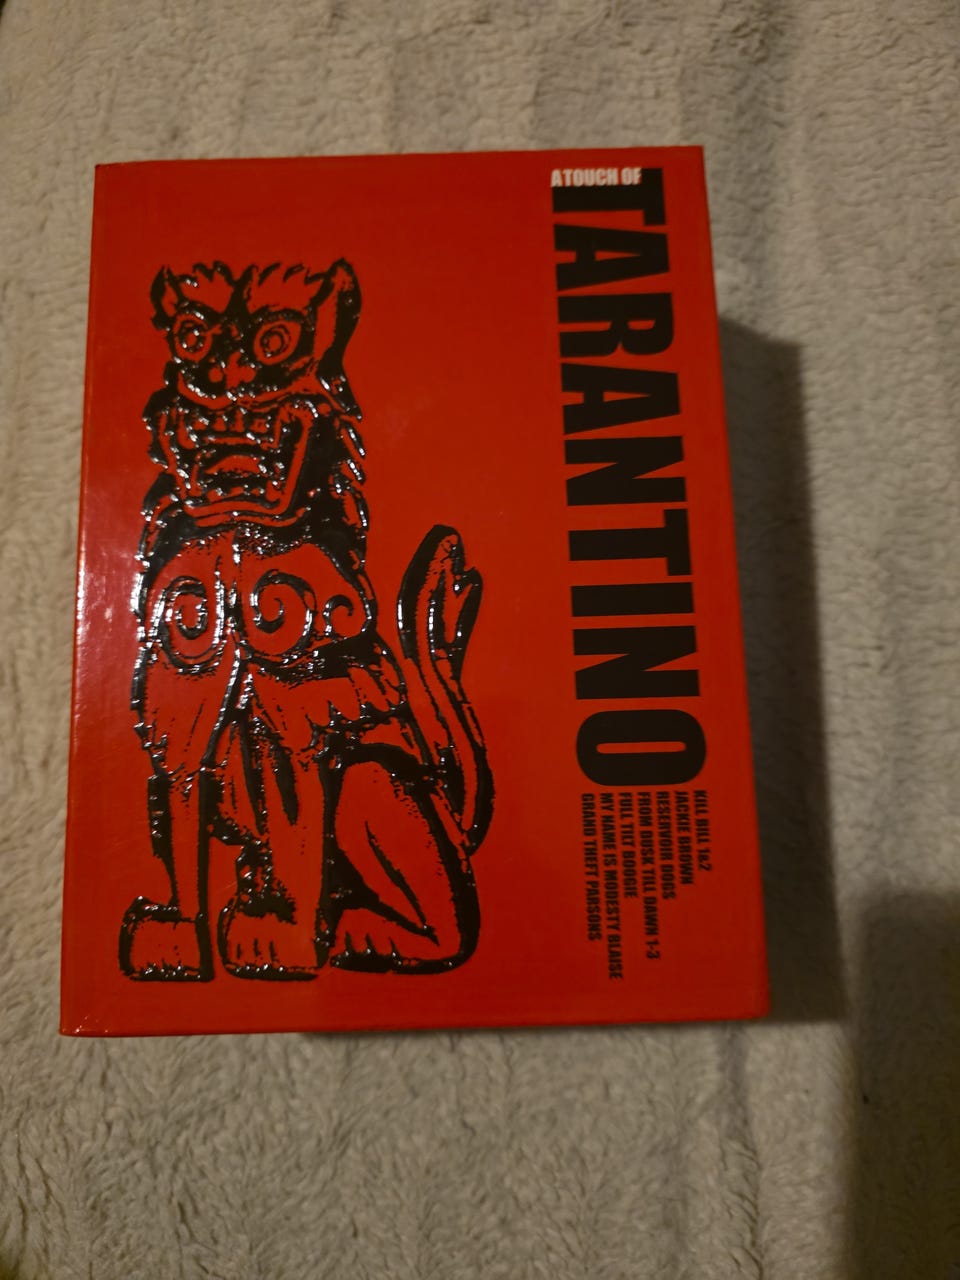 A TOUCH OF
TARANTINO
KILL BILL 1&2
JACKIE BROWN
RESERVOIR DOGS
FROM DUSK TILL DAWN 1-3
FULL TILT BOOGIE
MY NAME IS MODESTY BLAISE
GRAND THEFT PARSONS